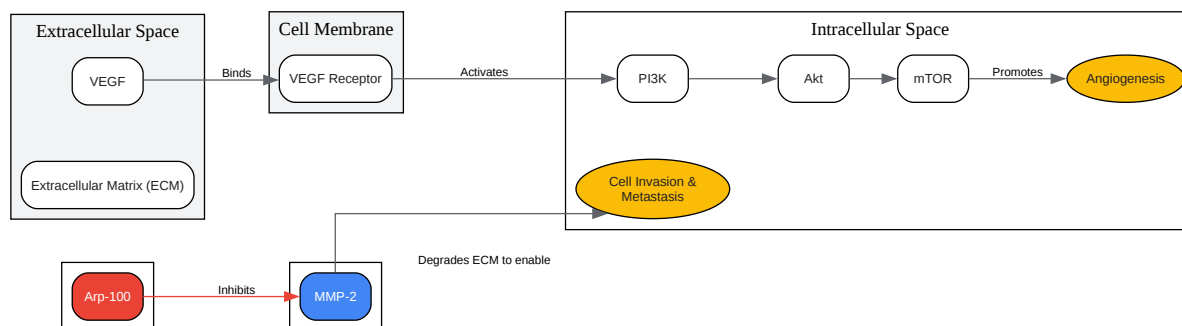 Extracellular Space
Cell Membrane
Intracellular Space
VEGF
Binds
VEGF Receptor
Activates
PI3K
Akt
mTOR
Promotes
Angiogenesis
Extracellular Matrix (ECM)
Cell Invasion &
Metastasis
Degrades ECM to enable
Arp-100
Inhibits
MMP-2